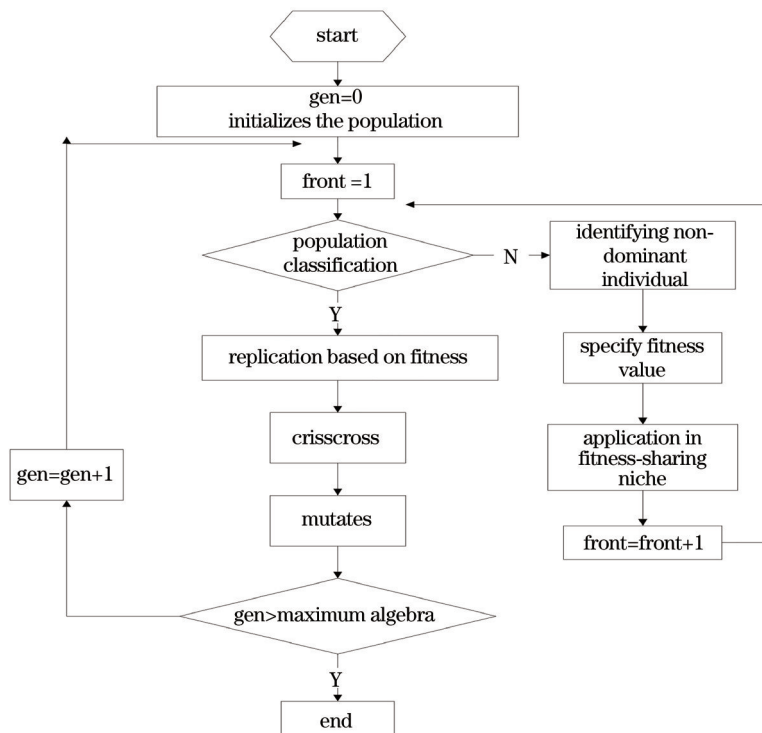 start
gen=0
initializes the population
front =1
population
classification
N
identifying non-
dominant
individual
Y
replication based on fitness
specify fitness
value
crisscross
application in
fitness-sharing
niche
gen=gen+1
mutates
front=front+1
gen>maximum algebra
Y
end